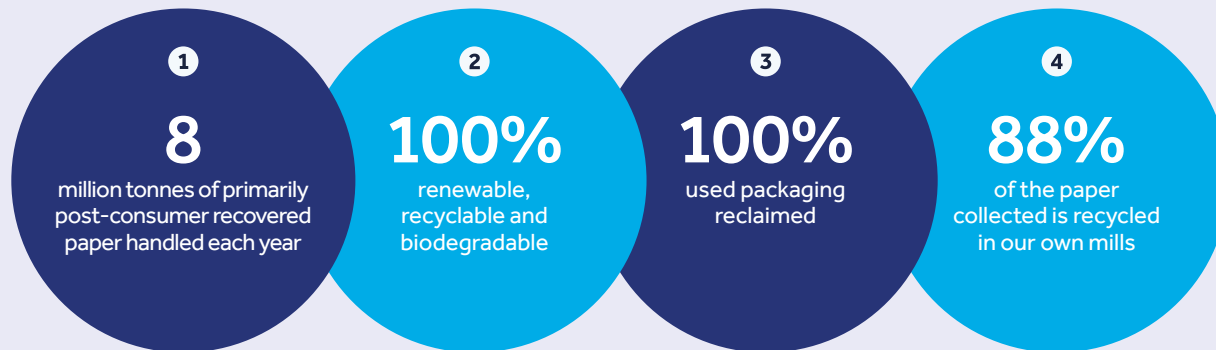 1
8
million tonnes of primarily
post-consumer recovered
paper handled each year
2
100%
renewable,
recyclable and
biodegradable
3
100%
used packaging
reclaimed
4
88%
of the paper
collected is recycled
in our own mills